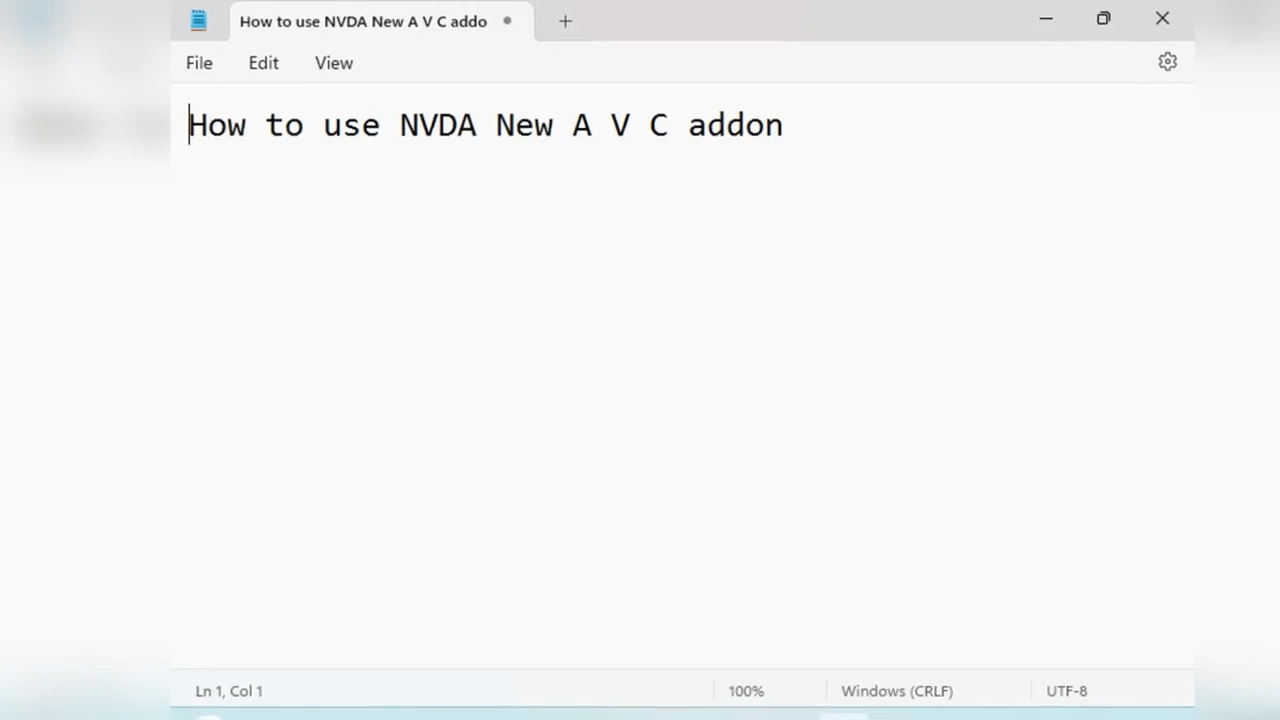 How to use NVDA New A V C addo
File Edit View
How to use NVDA New A V C addon
Ln 1, Col 1 100% Windows (CRLF) UTF-8